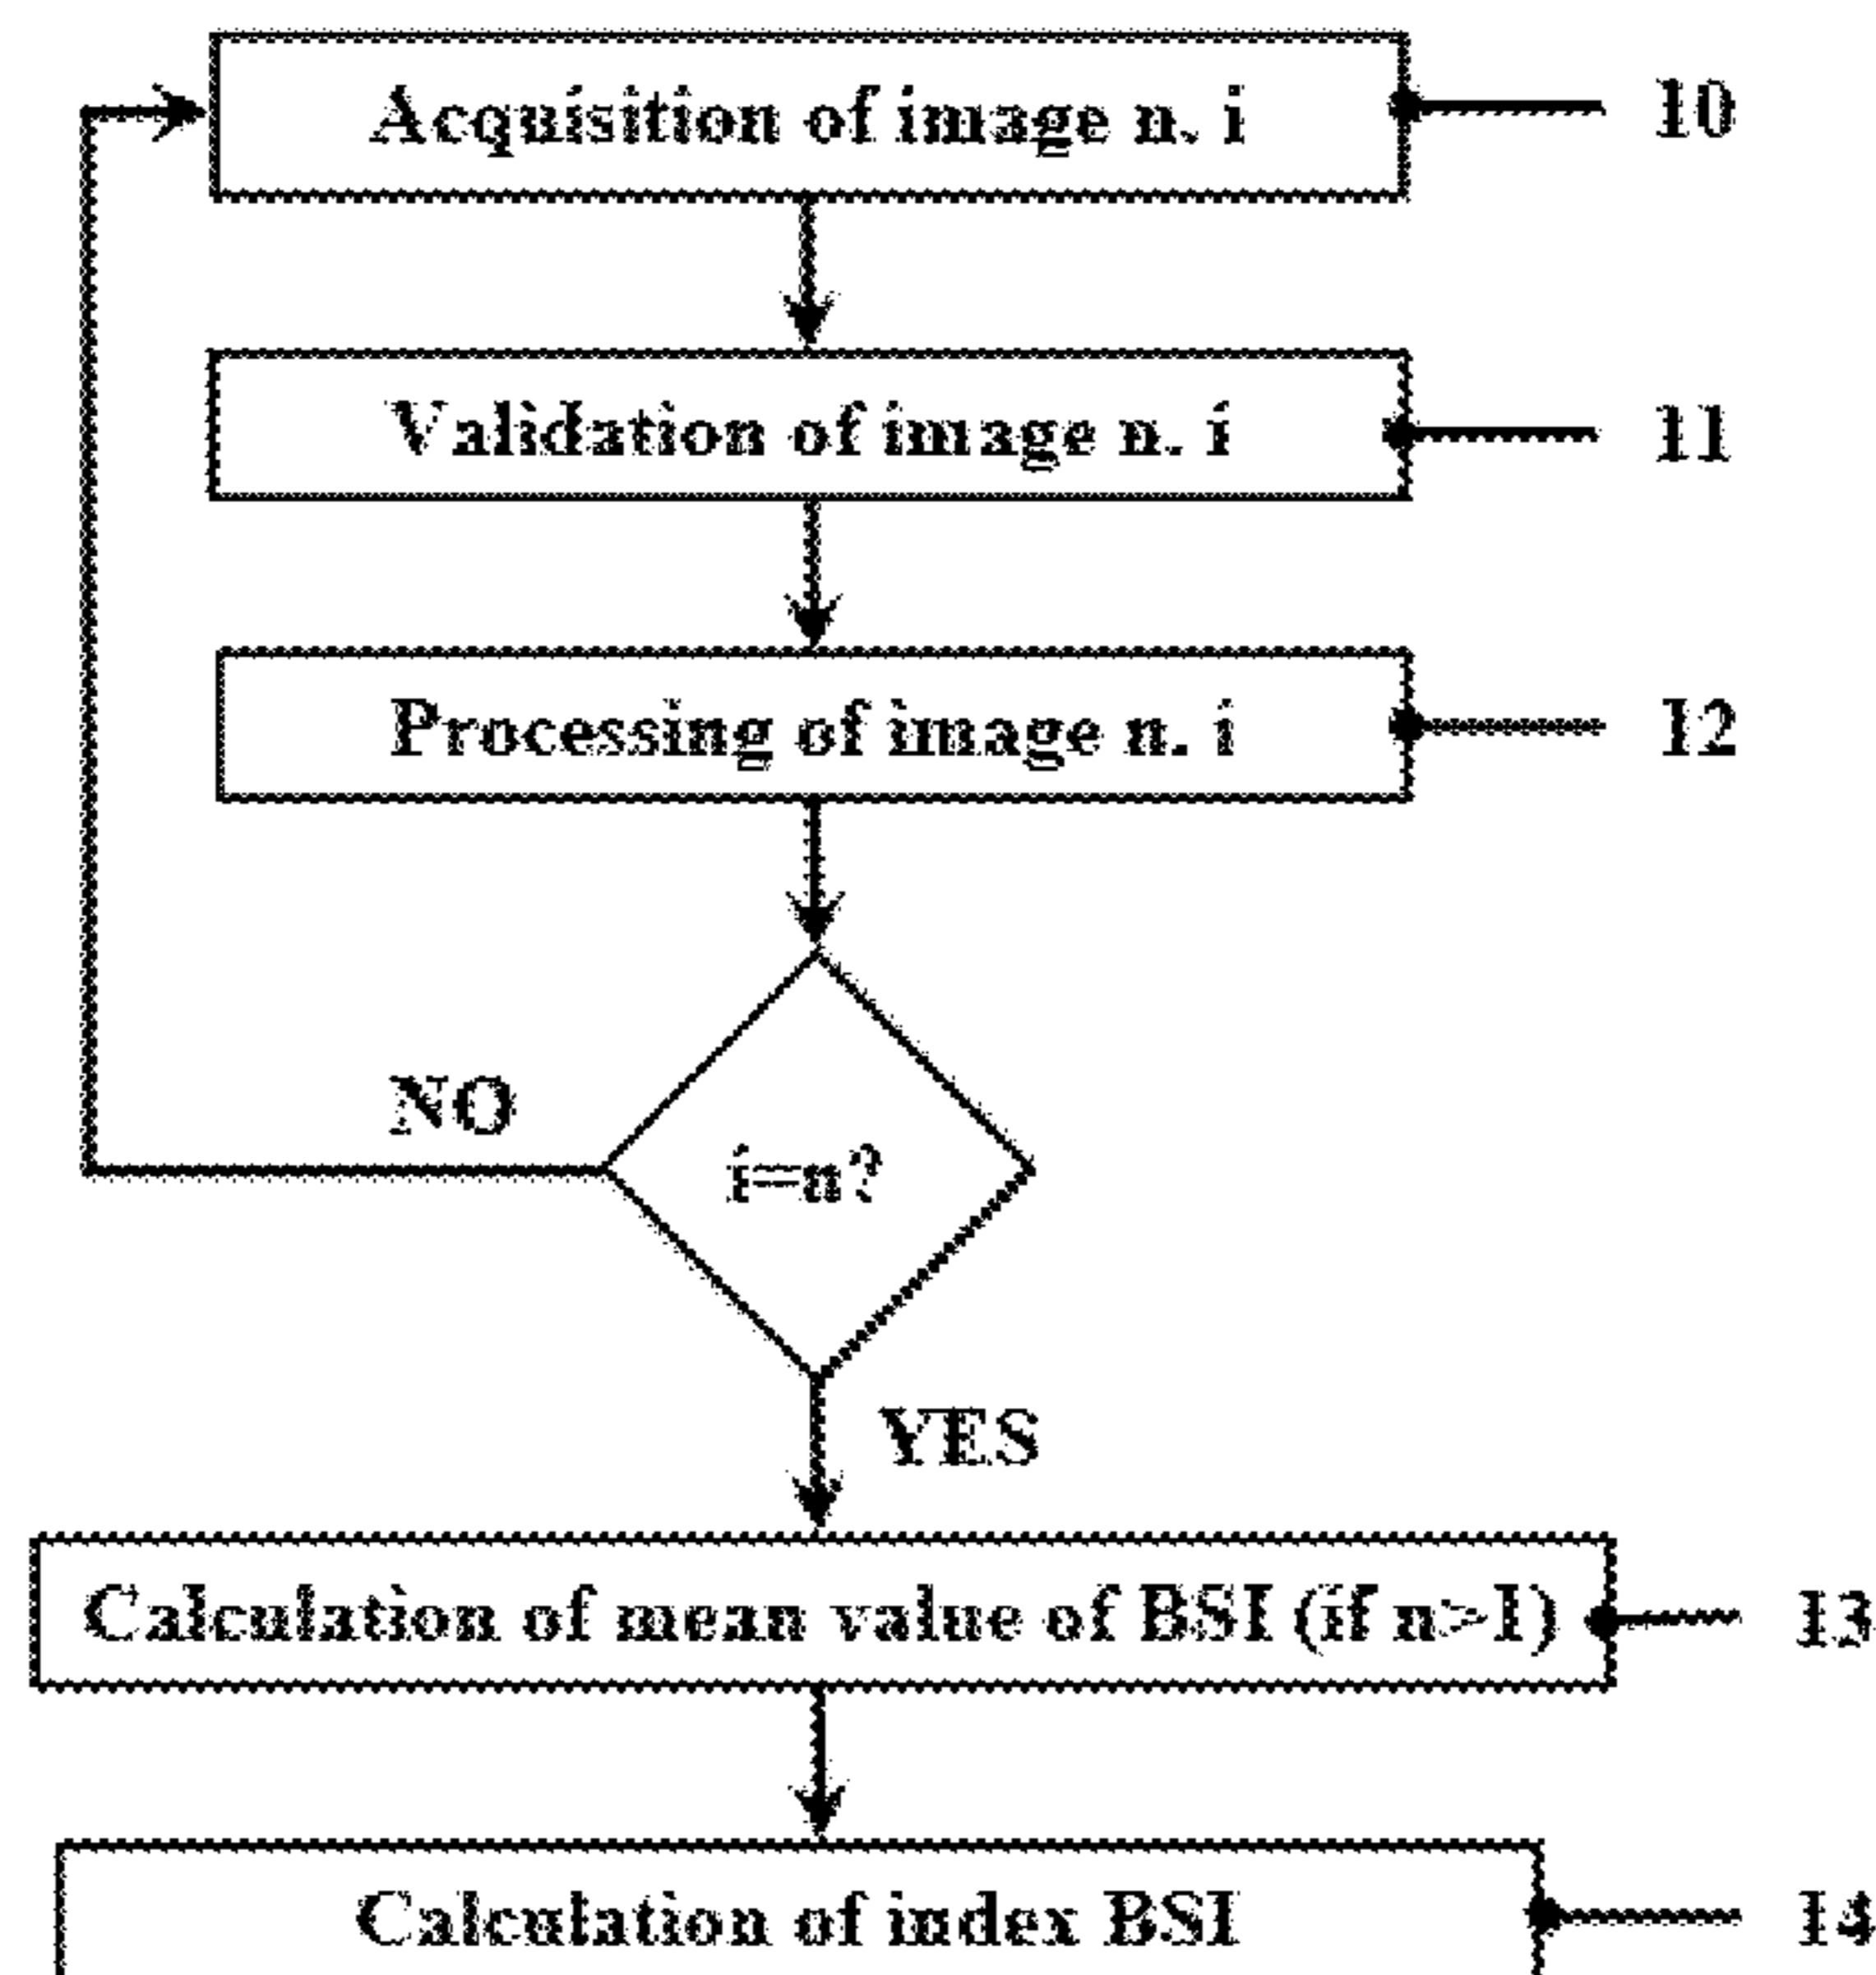 Acquisition of image n. i 10
Validation of image n. i 11
Processing of image n. i 12
NO
i=n?
YES
Calculation of mean value of BSI (if n>1) 13
Calculation of index BSI 14